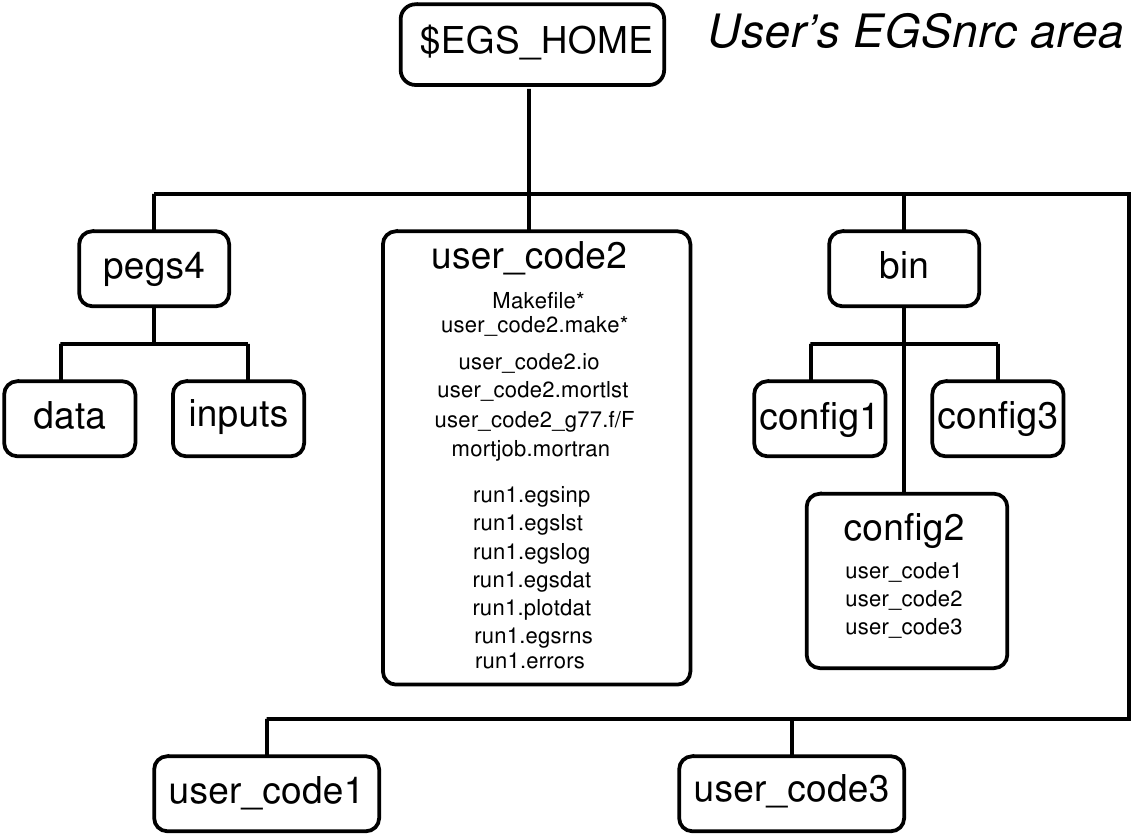 $EGS_HOME
User's EGSnrc area
pegs4
data
inputs
user_code2
Makefile*
user_code2.make*
user_code2.io
user_code2.mortlst
user_code2_g77.f/F
mortjob.mortran
run1.egsinp
run1.egslst
run1.egslog
run1.egsdat
run1.plotdat
run1.egsrns
run1.errors
bin
config1
config3
config2
user_code1
user_code2
user_code3
user_code1
user_code3